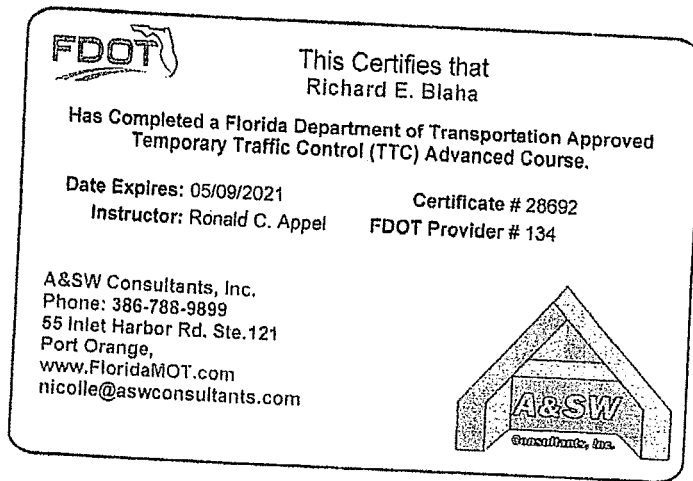 FDOT
This Certifies that
Richard E. Blaha
Has Completed a Florida Department of Transportation Approved
Temporary Traffic Control (TTC) Advanced Course.
Date Expires: 05/09/2021
Certificate # 28692
Instructor: Ronald C. Appel
FDOT Provider # 134
A&SW Consultants, Inc.
Phone: 386-788-9899
55 Inlet Harbor Rd. Ste.121
Port Orange,
www.FloridaMOT.com
nicolle@aswconsultants.com
A&SW
Consultants, Inc.